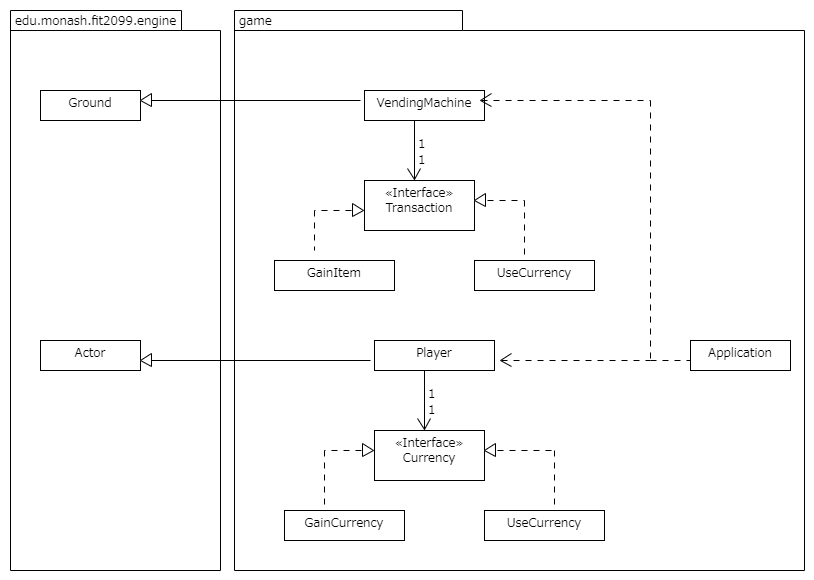 edu.monash.fit2099.engine
game
Ground
VendingMachine
1
1
«Interface»
Transaction
GainItem
UseCurrency
Actor
Player
Application
1
1
«Interface»
Currency
GainCurrency
UseCurrency